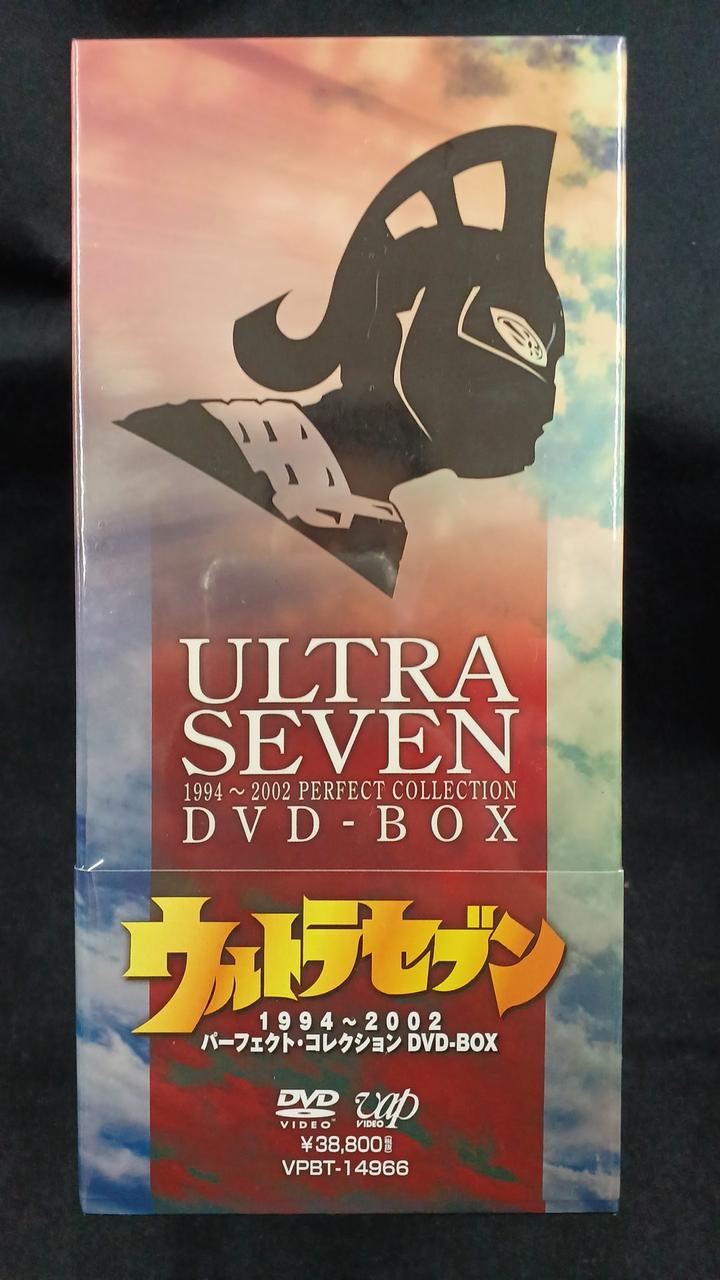 ULTRA
SEVEN
1994～2002 PERFECT COLLECTION
DVD-BOX
ウルトラセブン
1994～2002
パーフェクト・コレクション DVD-BOX
DVD vap
VIDEO™ VIDEO
¥38,800
VPBT-14966